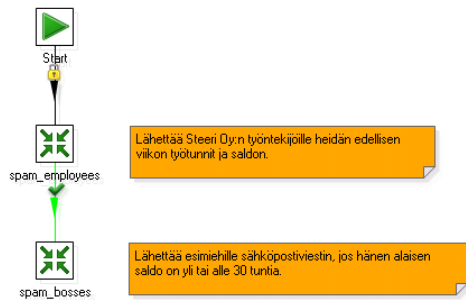 Start
Lähettää Steeri Oy:n työntekijöille heidän edellisen
viikon työtunnit ja saldon.
spam_employees
Lähettää esimiehille sähköpostiviestin, jos hänen alaisen
saldo on yli tai alle 30 tuntia.
spam_bosses